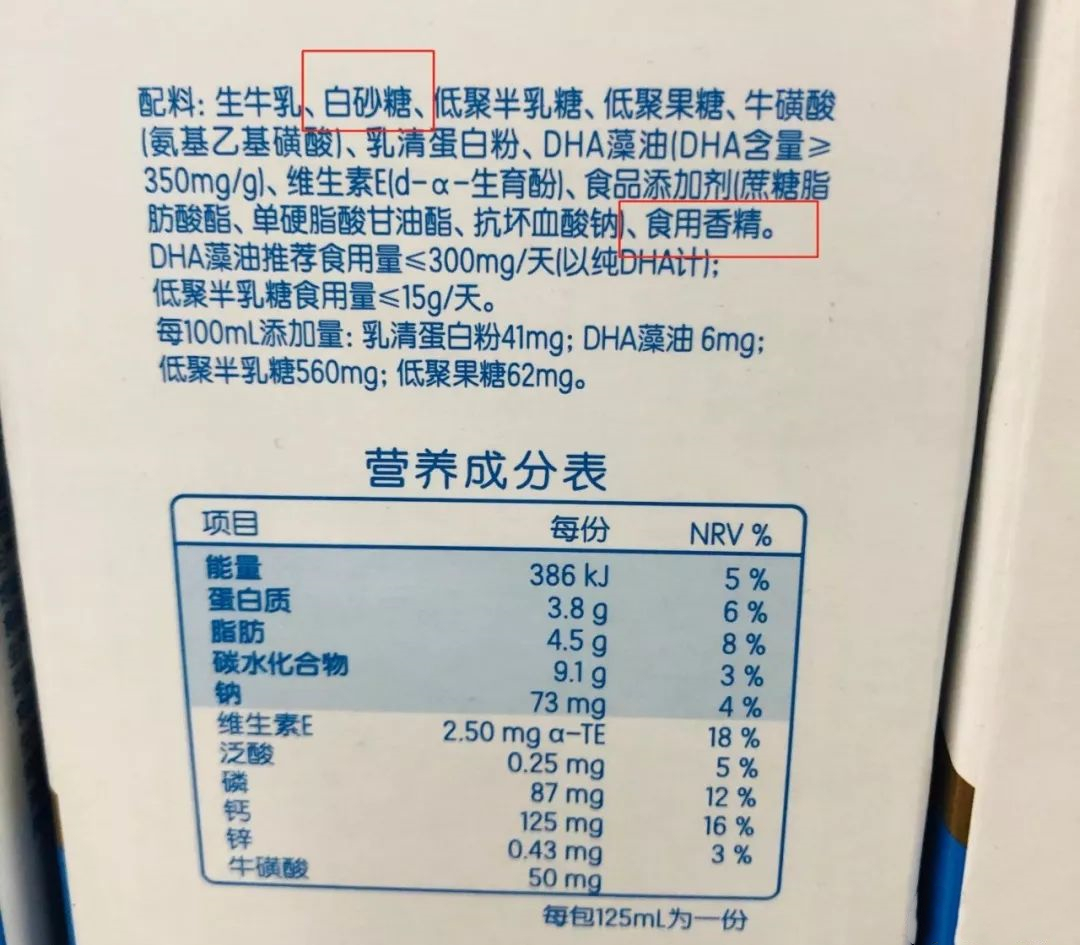 配料: 生牛乳、白砂糖、低聚半乳糖、低聚果糖、牛磺酸
(氨基乙基磺酸)、乳清蛋白粉、DHA藻油(DHA含量≥
350mg/g)、维生素E(d-α-生育酚)、食品添加剂(蔗糖脂
肪酸酯、单硬脂酸甘油酯、抗坏血酸钠)、食用香精。
DHA藻油推荐食用量≤300mg/天(以纯DHA计);
低聚半乳糖食用量≤15g/天。
每100mL添加量: 乳清蛋白粉41mg; DHA藻油 6mg;
低聚半乳糖560mg; 低聚果糖62mg。
营养成分表
项目 每份 NRV %
能量 386 kJ 5 %
蛋白质 3.8 g 6 %
脂肪 4.5 g 8 %
碳水化合物 9.1 g 3 %
钠 73 mg 4 %
维生素E 2.50 mg α-TE 18 %
泛酸 0.25 mg 5 %
磷 87 mg 12 %
钙 125 mg 16 %
锌 0.43 mg 3 %
牛磺酸 50 mg
每包125mL为一份